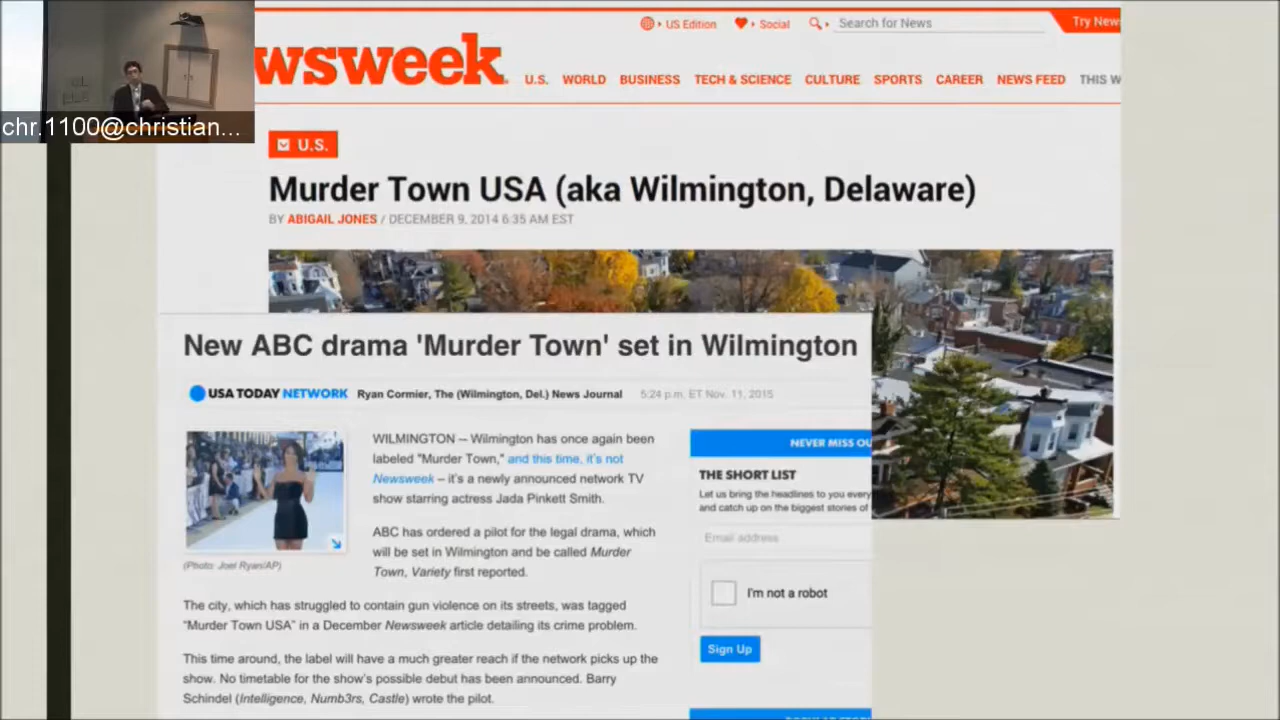 US Edition
Social
Search for News
Try New
wsweek
U.S. WORLD BUSINESS TECH & SCIENCE CULTURE SPORTS CAREER NEWS FEED THIS W
chr.1100@christian...
U.S.
Murder Town USA (aka Wilmington, Delaware)
BY ABIGAIL JONES / DECEMBER 9, 2014 6:35 AM EST
New ABC drama 'Murder Town' set in Wilmington
USA TODAY NETWORK Ryan Cormier, The (Wilmington, Del.) News Journal 5:24 p.m. ET Nov. 11, 2015
WILMINGTON — Wilmington has once again been
labeled "Murder Town," and this time, it's not
Newsweek – it's a newly announced network TV
show starring actress Jada Pinkett Smith.
ABC has ordered a pilot for the legal drama, which
will be set in Wilmington and be called Murder
Town, Variety first reported.
(Photo: Joel Ryan/AP)
The city, which has struggled to contain gun violence on its streets, was tagged
"Murder Town USA" in a December Newsweek article detailing its crime problem.
This time around, the label will have a much greater reach if the network picks up the
show. No timetable for the show's possible debut has been announced. Barry
Schindel (Intelligence, Numb3rs, Castle) wrote the pilot.
NEVER MISS OU
THE SHORT LIST
Let us bring the headlines to you every
and catch up on the biggest stories of
Email address
I'm not a robot
Sign Up
POPULAR STORI